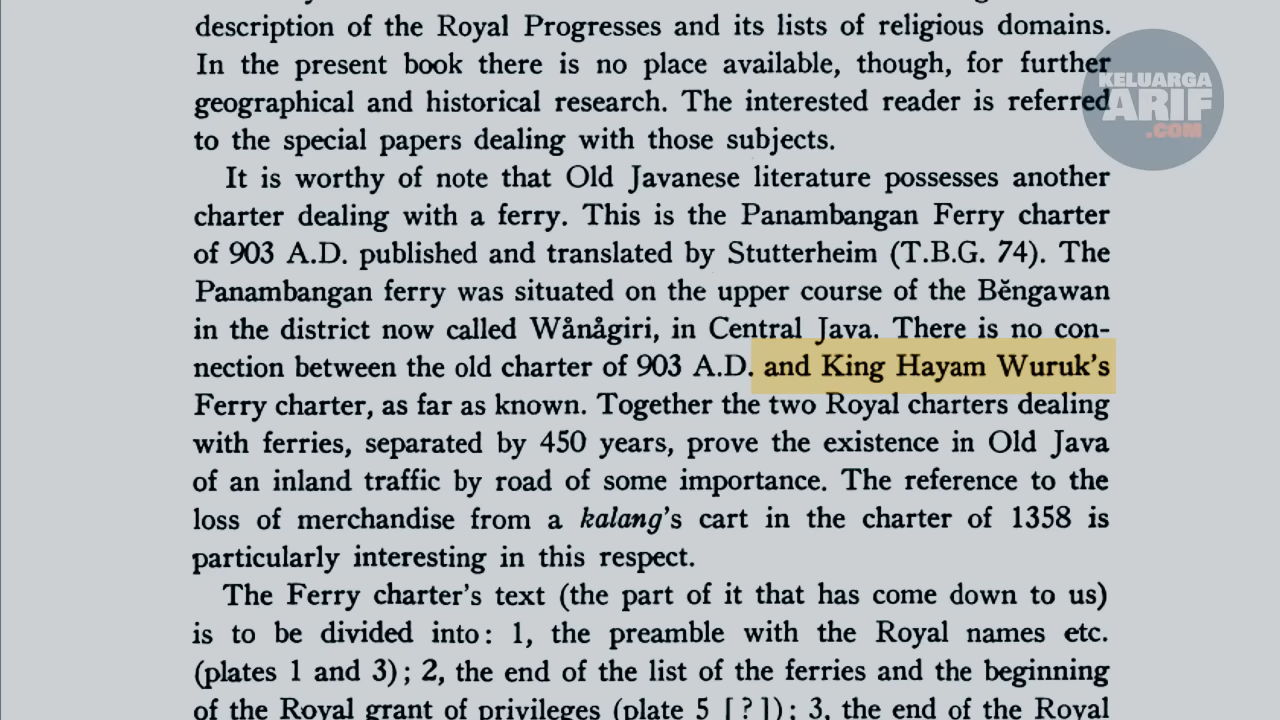 description of the Royal Progresses and its lists of religious domains.
In the present book there is no place available, though, for further
geographical and historical research. The interested reader is referred
to the special papers dealing with those subjects.
It is worthy of note that Old Javanese literature possesses another
charter dealing with a ferry. This is the Panambangan Ferry charter
of 903 A.D. published and translated by Stutterheim (T.B.G. 74). The
Panambangan ferry was situated on the upper course of the Bĕngawan
in the district now called Wånågiri, in Central Java. There is no con-
nection between the old charter of 903 A.D. and King Hayam Wuruk's
Ferry charter, as far as known. Together the two Royal charters dealing
with ferries, separated by 450 years, prove the existence in Old Java
of an inland traffic by road of some importance. The reference to the
loss of merchandise from a kalang's cart in the charter of 1358 is
particularly interesting in this respect.
The Ferry charter's text (the part of it that has come down to us)
is to be divided into: 1, the preamble with the Royal names etc.
(plates 1 and 3); 2, the end of the list of the ferries and the beginning
of the Royal grant of privileges (plate 5 [?]); 3, the end of the Royal
KELUARGA
ARIF
.COM